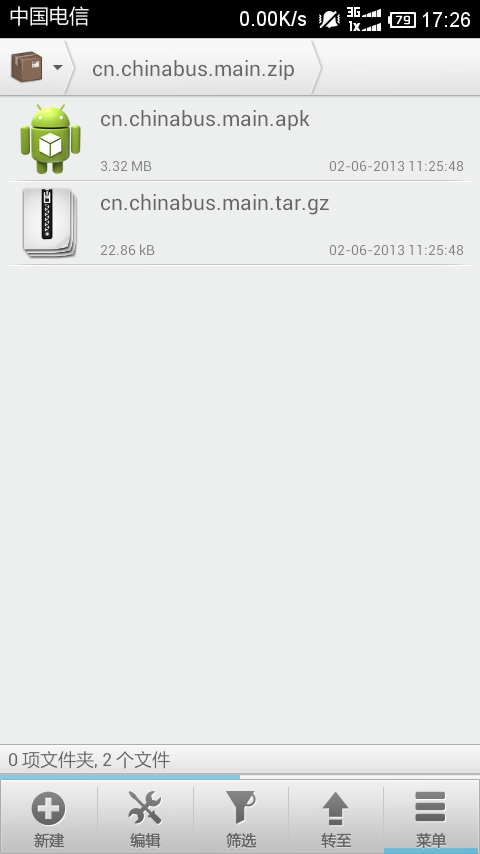 中国电信 0.00K/s 3G 1x 79 17:26
cn.chinabus.main.zip
cn.chinabus.main.apk
3.32 MB 02-06-2013 11:25:48
cn.chinabus.main.tar.gz
22.86 kB 02-06-2013 11:25:48
0 项文件夹, 2 个文件
新建 编辑 筛选 转至 菜单